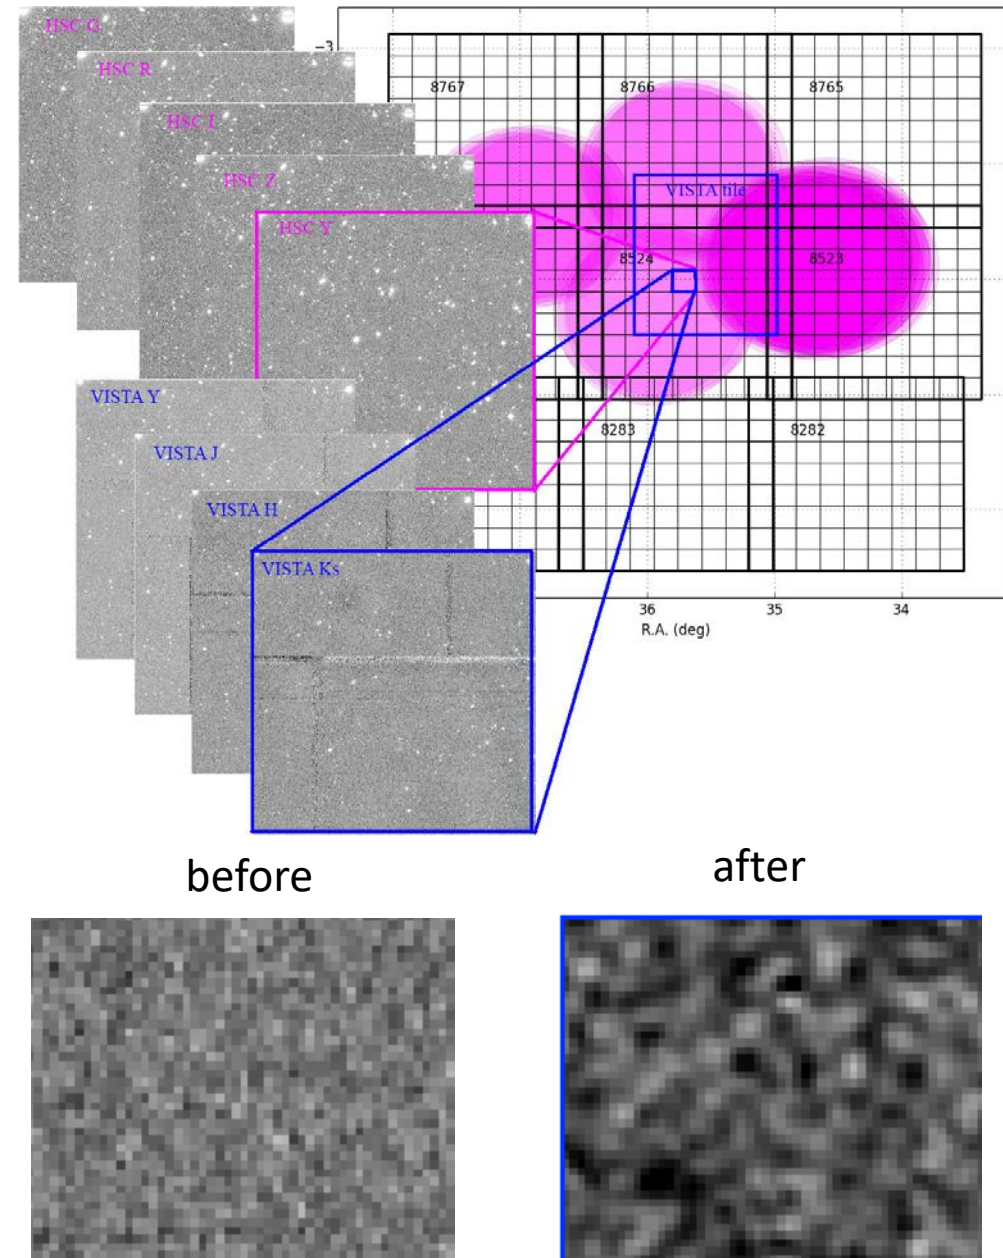 HSC G
HSC R
HSC I
HSC Z
HSC Y
VISTA Y
VISTA J
VISTA H
VISTA Ks
−3
8767
8766
8765
VISTA tile
8524
8523
8283
8282
36
35
34
R.A. (deg)
before
after